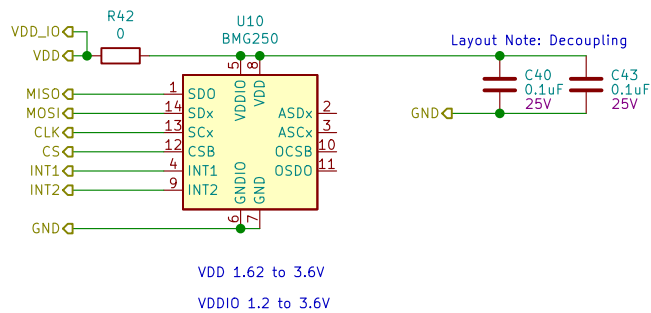 R42
0
U10
BMG250
VDD_IO
VDD
Layout Note: Decoupling
5
8
C40
0.1uF
25V
C43
0.1uF
25V
GND
MISO
1
SDO
VDDIO
VDD
MOSI
14
SDx
ASDx
2
CLK
13
SCx
ASCx
3
CS
12
CSB
OCSB
10
INT1
4
INT1
OSDO
11
INT2
9
INT2
GNDIO
GND
6
7
GND
VDD 1.62 to 3.6V
VDDIO 1.2 to 3.6V